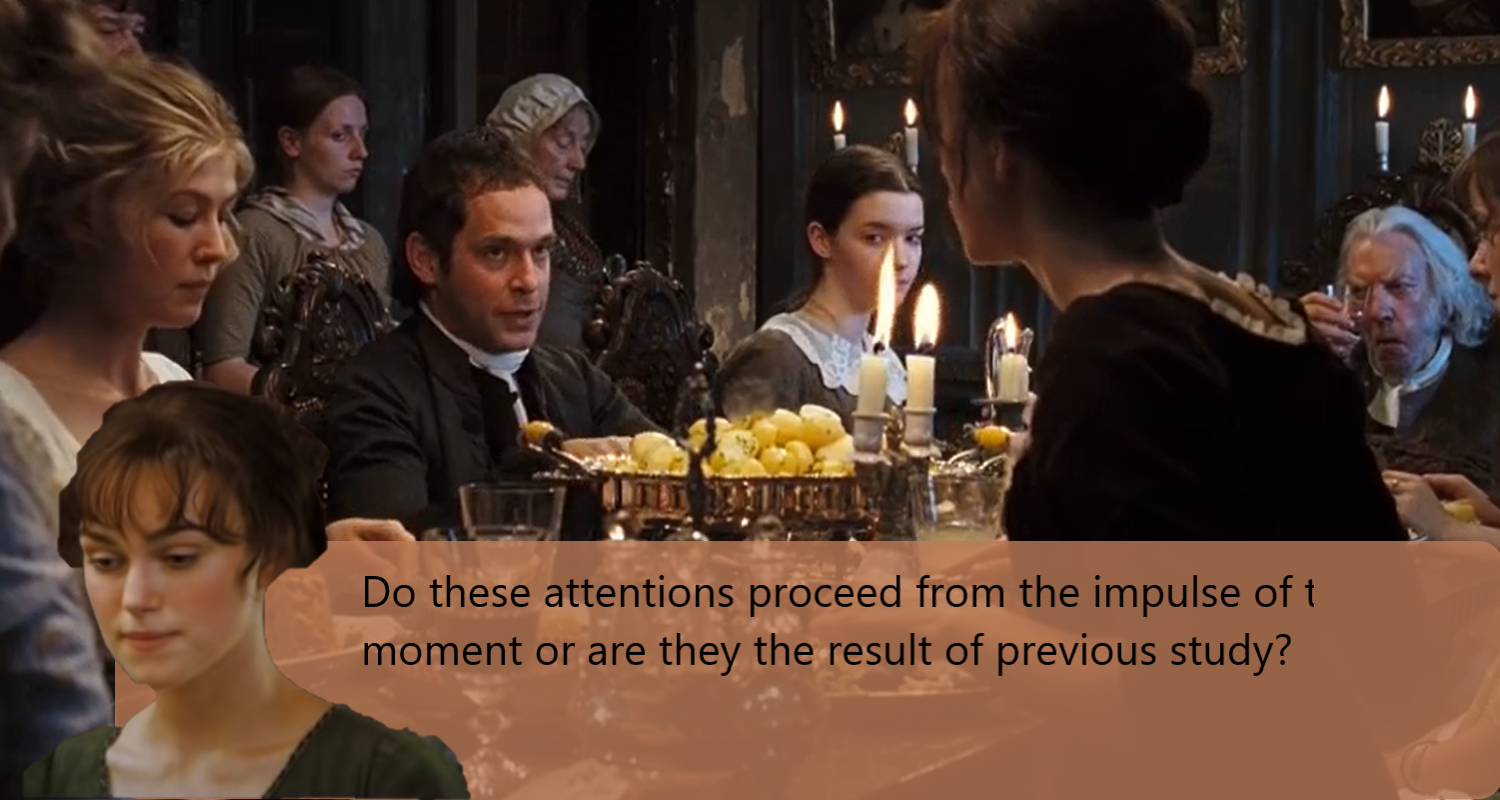 Do these attentions proceed from the impulse of t
moment or are they the result of previous study?